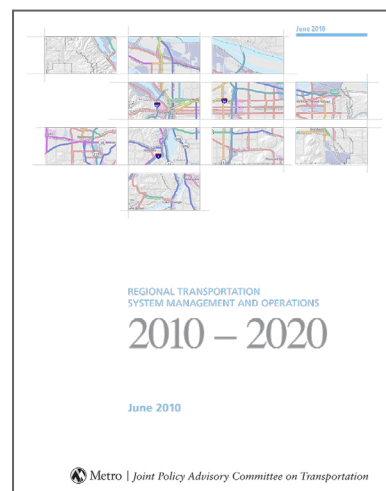 June 2010
REGIONAL TRANSPORTATION
SYSTEM MANAGEMENT AND OPERATIONS
2010 – 2020
June 2010
Metro | Joint Policy Advisory Committee on Transportation